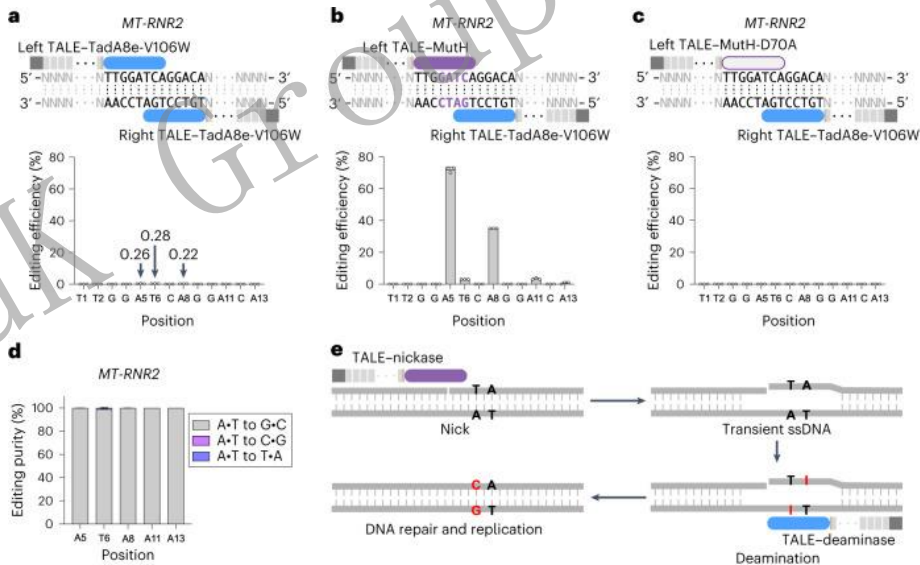 a
MT-RNR2
Left TALE–TadA8e-V106W
5′ -NNNN- ··· -N TTGGATCAGGACA N - NNNN - 3′
3′ -NNNN- ··· -N AACCTAGTCCTGT N ··· NNNN - 5′
Right TALE–TadA8e-V106W
Editing efficiency (%)
80
60
40
20
0
0.26
0.28
0.22
T1 T2 G G A5 T6 C A8 G G A11 C A13
Position
b
MT-RNR2
Left TALE–MutH
5′ -NNNN- ··· -N TTGGATCAGGACA N - NNNN - 3′
3′ -NNNN- ··· -N AACCTAGTCCTGT N ··· NNNN - 5′
Right TALE–TadA8e-V106W
Editing efficiency (%)
80
60
40
20
0
T1 T2 G G A5 T6 C A8 G G A11 C A13
Position
c
MT-RNR2
Left TALE–MutH-D70A
5′ -NNNN- ··· -N TTGGATCAGGACA N - NNNN - 3′
3′ -NNNN- ··· -N AACCTAGTCCTGT N ··· NNNN - 5′
Right TALE–TadA8e-V106W
Editing efficiency (%)
80
60
40
20
0
T1 T2 G G A5 T6 C A8 G G A11 C A13
Position
d
MT-RNR2
Editing purity (%)
100
80
60
40
20
0
A5 T6 A8 A11 A13
Position
A•T to G•C
A•T to C•G
A•T to T•A
e
TALE–nickase
T A
A T
Nick
T A
A T
Transient ssDNA
T I
I T
TALE–deaminase
Deamination
C A
G T
DNA repair and replication
K Group